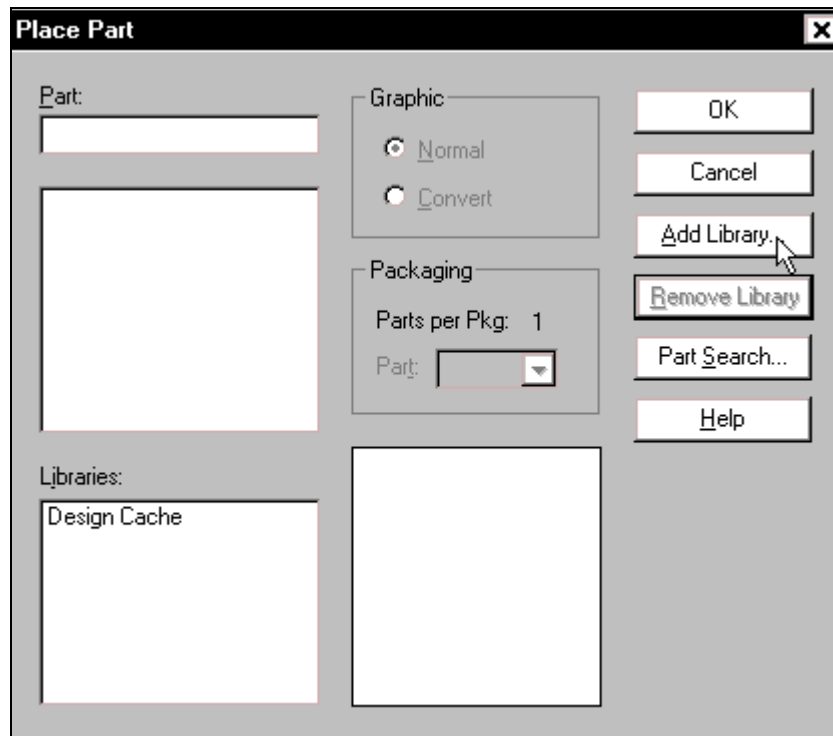 Place Part
Part:
Graphic
Normal
Convert
Packaging
Parts per Pkg: 1
Part:
Libraries:
Design Cache
OK
Cancel
Add Library...
Remove Library
Part Search...
Help